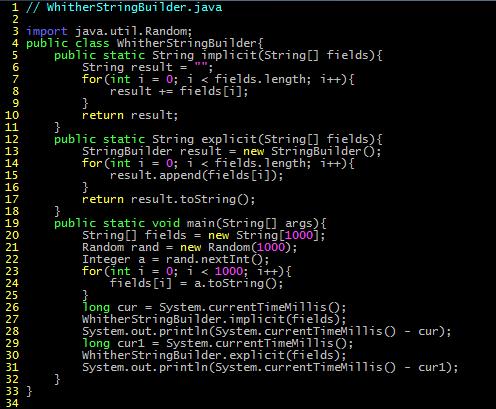 1 // WhitherStringBuilder.java
2
3 import java.util.Random;
4 public class WhitherStringBuilder{
5     public static String implicit(String[] fields){
6         String result = "";
7         for(int i = 0; i < fields.length; i++){
8             result += fields[i];
9         }
10         return result;
11     }
12     public static String explicit(String[] fields){
13         StringBuilder result = new StringBuilder();
14         for(int i = 0; i < fields.length; i++){
15             result.append(fields[i]);
16         }
17         return result.toString();
18     }
19     public static void main(String[] args){
20         String[] fields = new String[1000];
21         Random rand = new Random(1000);
22         Integer a = rand.nextInt();
23         for(int i = 0; i < 1000; i++){
24             fields[i] = a.toString();
25         }
26         long cur = System.currentTimeMillis();
27         WhitherStringBuilder.implicit(fields);
28         System.out.println(System.currentTimeMillis() - cur);
29         long cur1 = System.currentTimeMillis();
30         WhitherStringBuilder.explicit(fields);
31         System.out.println(System.currentTimeMillis() - cur1);
32     }
33 }
34